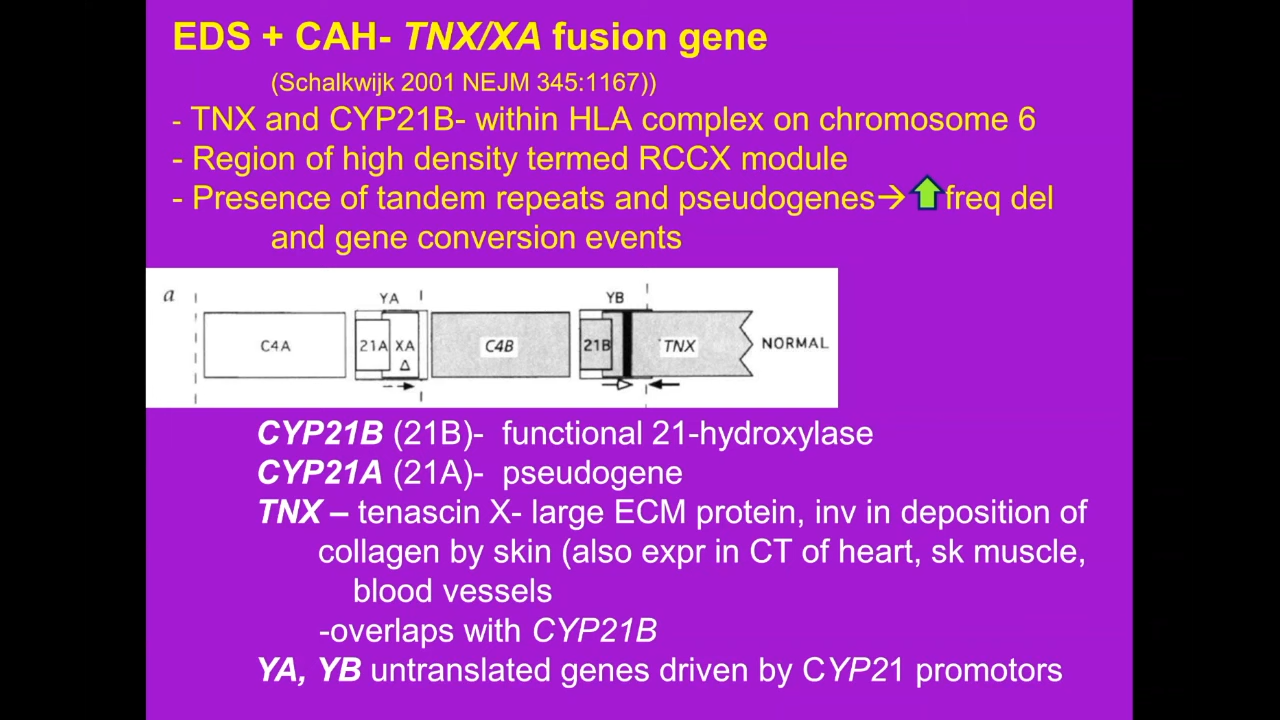 EDS + CAH- TNX/XA fusion gene
(Schalkwijk 2001 NEJM 345:1167))
- TNX and CYP21B- within HLA complex on chromosome 6
- Region of high density termed RCCX module
- Presence of tandem repeats and pseudogenes→ freq del
and gene conversion events
a
YA
YB
C4A
21A
XA
Δ
C4B
21B
TNX
NORMAL
CYP21B (21B)- functional 21-hydroxylase
CYP21A (21A)- pseudogene
TNX – tenascin X- large ECM protein, inv in deposition of
collagen by skin (also expr in CT of heart, sk muscle,
blood vessels
-overlaps with CYP21B
YA, YB untranslated genes driven by CYP21 promotors